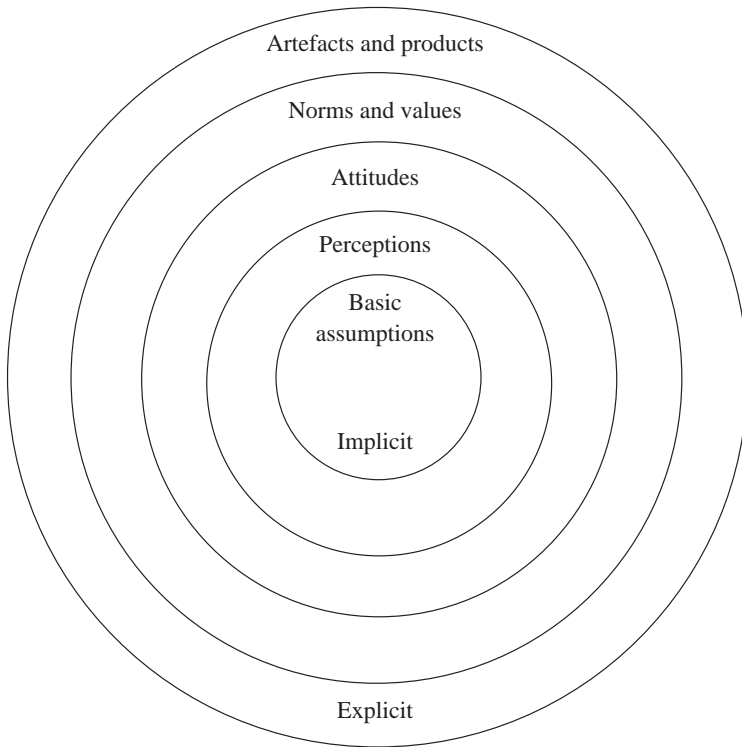 Artefacts and products
Norms and values
Attitudes
Perceptions
Basic
assumptions
Implicit
Explicit